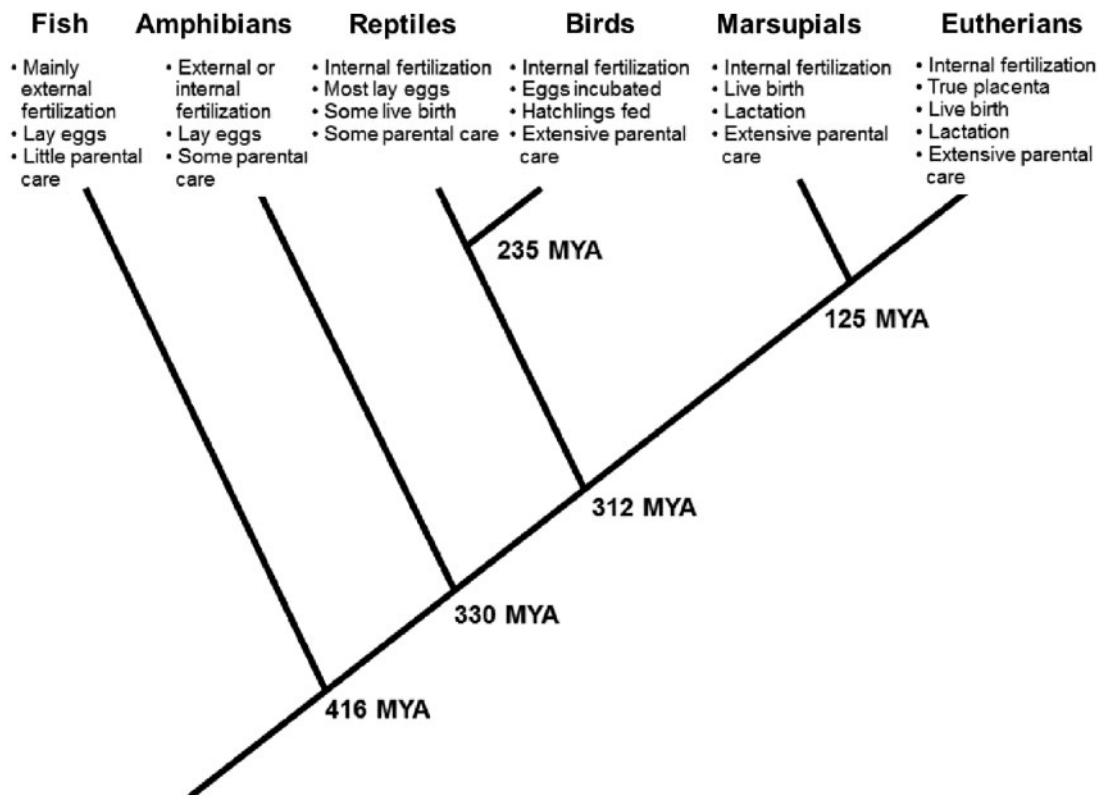 Fish
• Mainly
external
fertilization
• Lay eggs
• Little parental
care
Amphibians
• External or
internal
fertilization
• Lay eggs
• Some parental
care
Reptiles
• Internal fertilization
• Most lay eggs
• Some live birth
• Some parental care
Birds
• Internal fertilization
• Eggs incubated
• Hatchlings fed
• Extensive parental
care
Marsupials
• Internal fertilization
• Live birth
• Lactation
• Extensive parental
care
Eutherians
• Internal fertilization
• True placenta
• Live birth
• Lactation
• Extensive parental
care
235 MYA
125 MYA
312 MYA
330 MYA
416 MYA